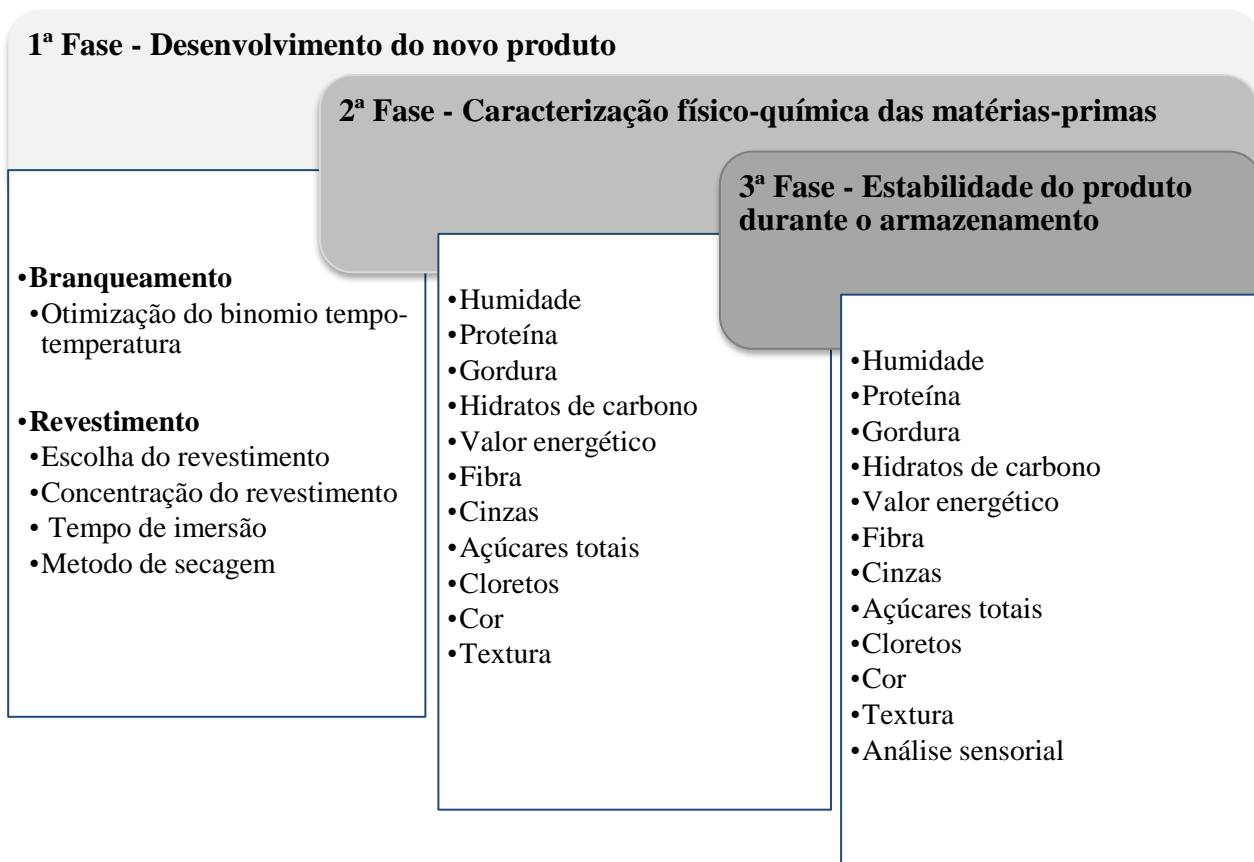 1ª Fase - Desenvolvimento do novo produto
2ª Fase - Caracterização físico-química das matérias-primas
3ª Fase - Estabilidade do produto
durante o armazenamento
•Branqueamento
•Otimização do binomio tempo-
temperatura
•Revestimento
•Escolha do revestimento
•Concentração do revestimento
• Tempo de imersão
•Metodo de secagem
•Humidade
•Proteína
•Gordura
•Hidratos de carbono
•Valor energético
•Fibra
•Cinzas
•Açúcares totais
•Cloretos
•Cor
•Textura
•Humidade
•Proteína
•Gordura
•Hidratos de carbono
•Valor energético
•Fibra
•Cinzas
•Açúcares totais
•Cloretos
•Cor
•Textura
•Análise sensorial